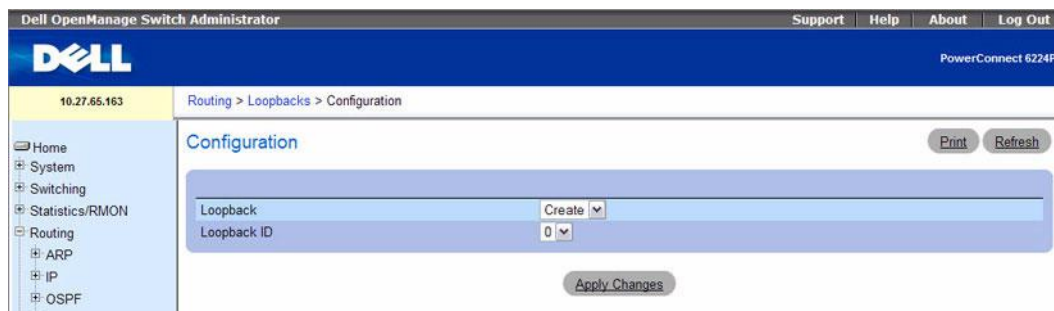 Dell OpenManage Switch Administrator
Support | Help | About | Log Out
DELL
PowerConnect 6224P
10.27.65.163
Routing > Loopbacks > Configuration
Home
System
Switching
Statistics/RMON
Routing
ARP
IP
OSPF
Configuration
Print
Refresh
Loopback
Create
Loopback ID
0
Apply Changes